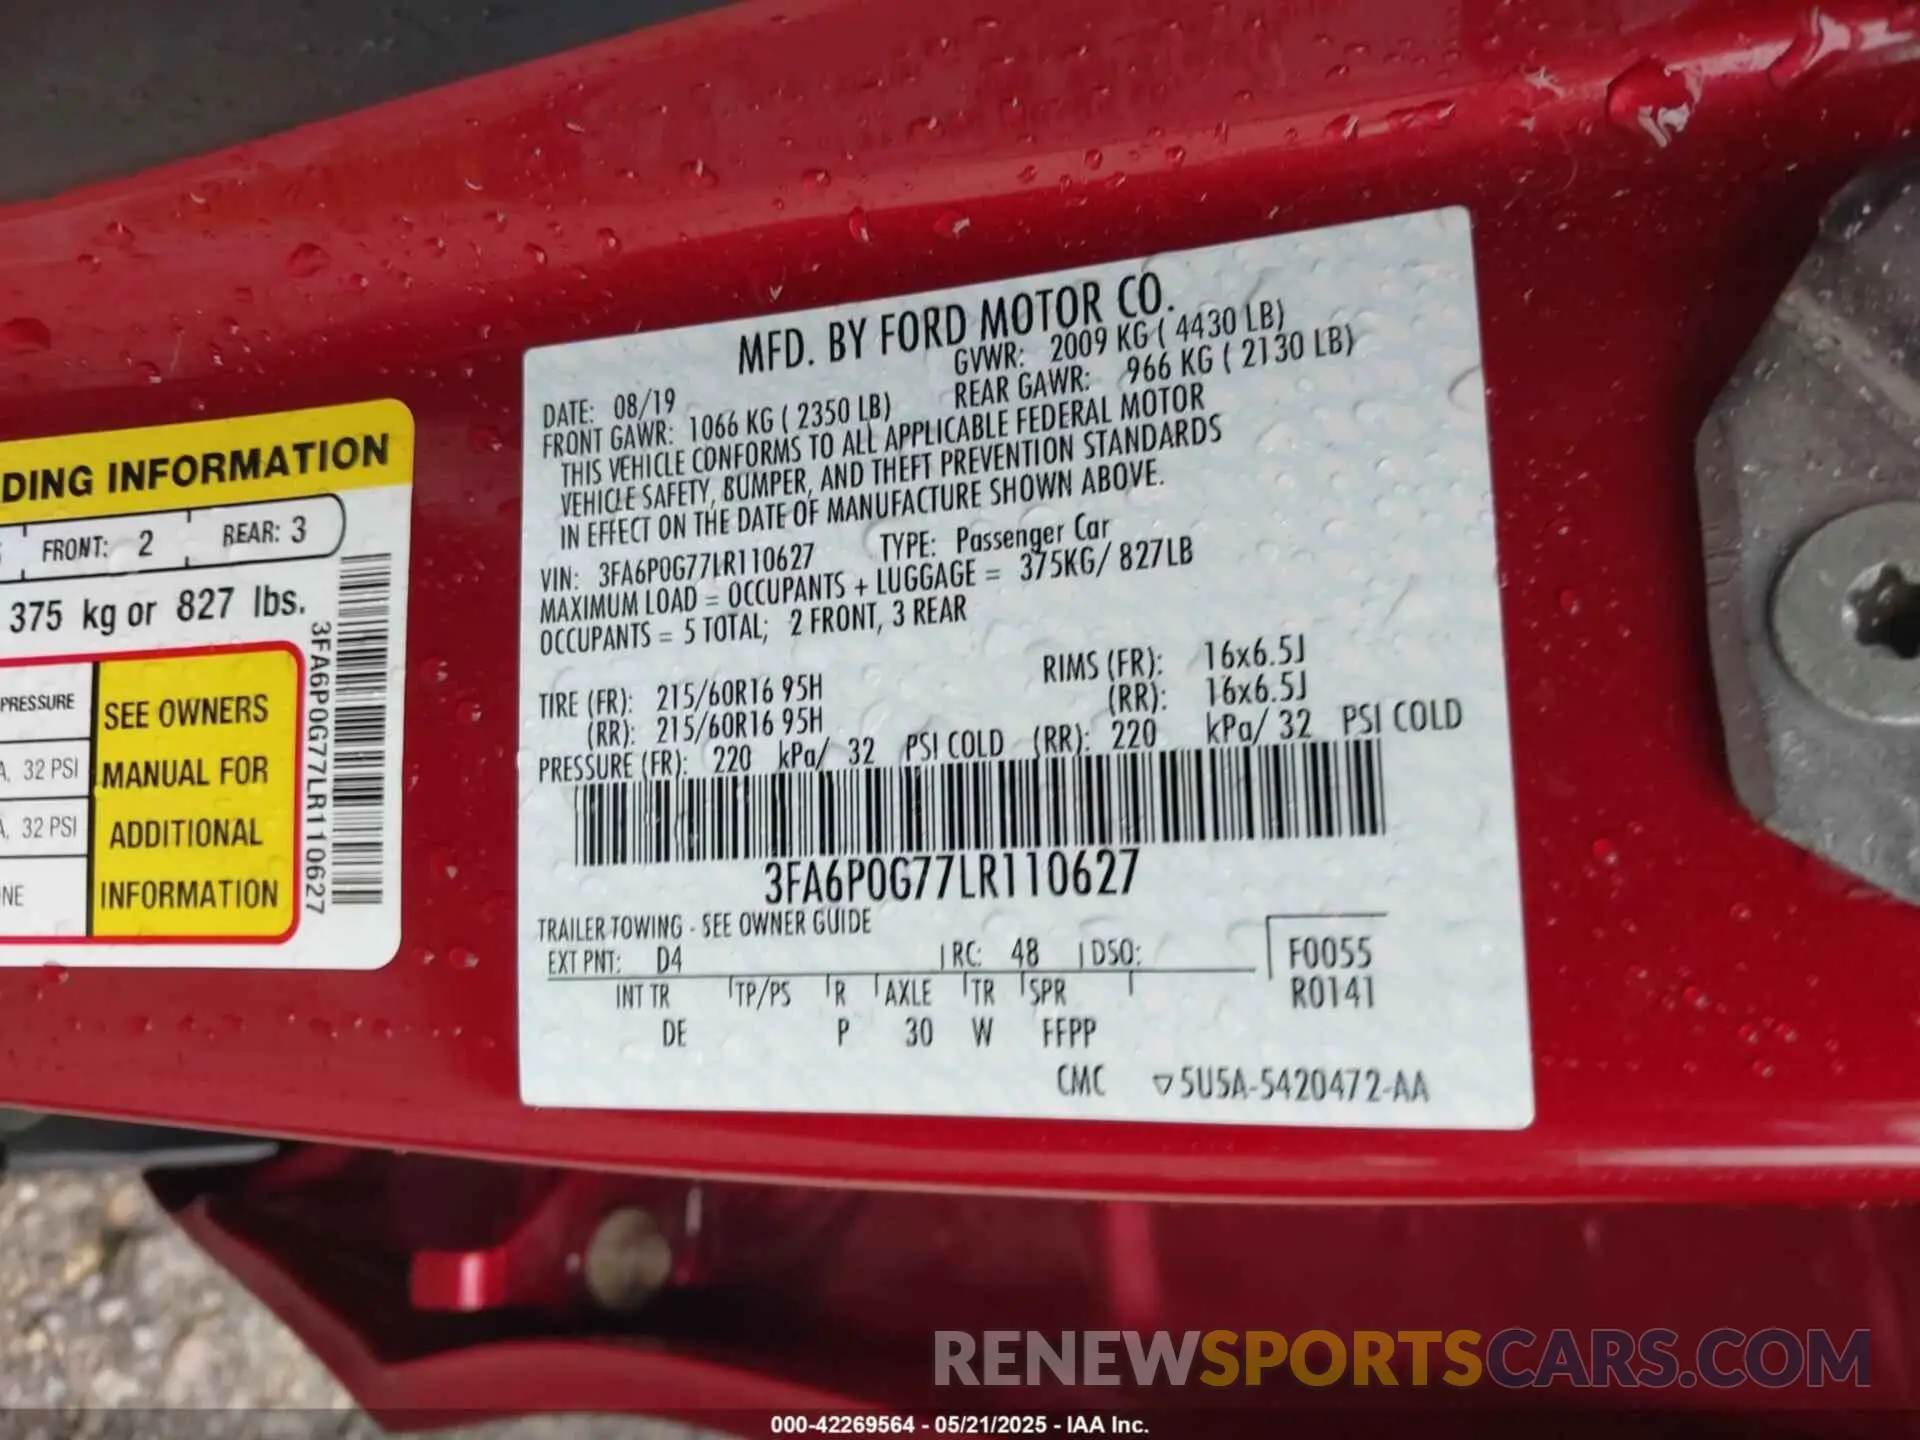 MFD. BY FORD MOTOR CO.
DATE: 08/19 GVWR: 2009 KG ( 4430 LB)
FRONT GAWR: 1066 KG ( 2350 LB) REAR GAWR: 966 KG ( 2130 LB)
THIS VEHICLE CONFORMS TO ALL APPLICABLE FEDERAL MOTOR
VEHICLE SAFETY, BUMPER, AND THEFT PREVENTION STANDARDS
IN EFFECT ON THE DATE OF MANUFACTURE SHOWN ABOVE.
VIN: 3FA6P0G77LR110627 TYPE: Passenger Car
MAXIMUM LOAD = OCCUPANTS + LUGGAGE = 375KG/ 827LB
OCCUPANTS = 5 TOTAL; 2 FRONT, 3 REAR
TIRE (FR): 215/60R16 95H RIMS (FR): 16x6.5J
(RR): 215/60R16 95H (RR): 16x6.5J
PRESSURE (FR): 220 kPa/ 32 PSI COLD (RR): 220 kPa/ 32 PSI COLD
3FA6P0G77LR110627
TRAILER TOWING - SEE OWNER GUIDE
EXT PNT: D4 RC: 48 DSO: F0055
INT TR TP/PS R AXLE TR SPR R0141
DE P 30 W FFPP
CMC ▽5U5A-5420472-AA
DING INFORMATION
FRONT: 2 REAR: 3
375 kg or 827 lbs.
PRESSURE
A, 32 PSI
A, 32 PSI
NE
SEE OWNERS
MANUAL FOR
ADDITIONAL
INFORMATION
3FA6P0G77LR110627
RENEWSPORTSCARS.COM
000-42269564 - 05/21/2025 - IAA Inc.